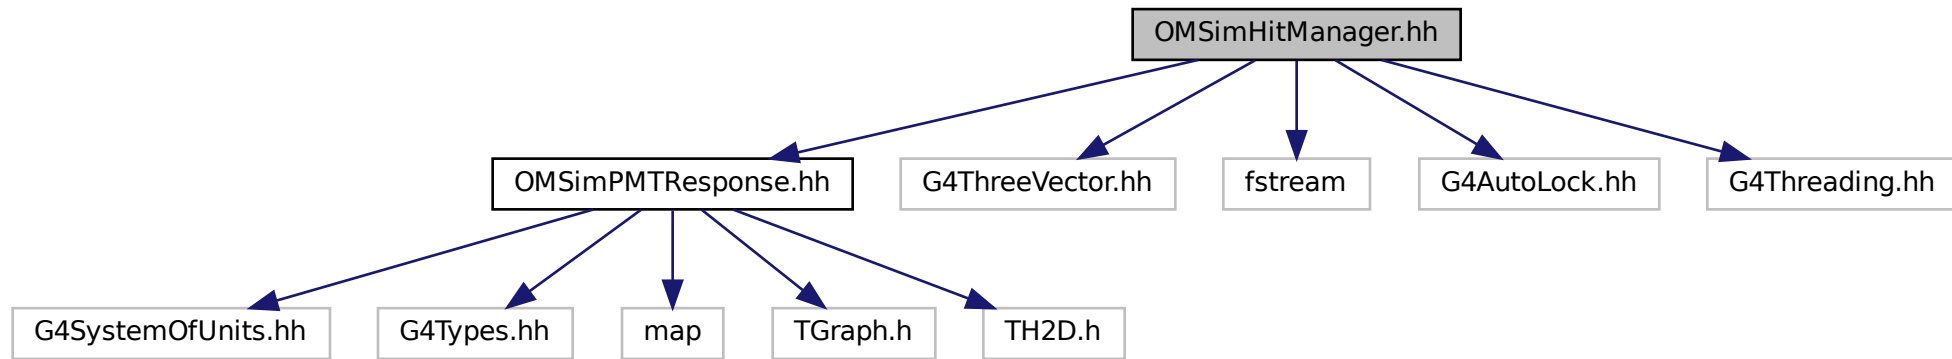 OMSimHitManager.hh
OMSimPMTResponse.hh
G4ThreeVector.hh
fstream
G4AutoLock.hh
G4Threading.hh
G4SystemOfUnits.hh
G4Types.hh
map
TGraph.h
TH2D.h